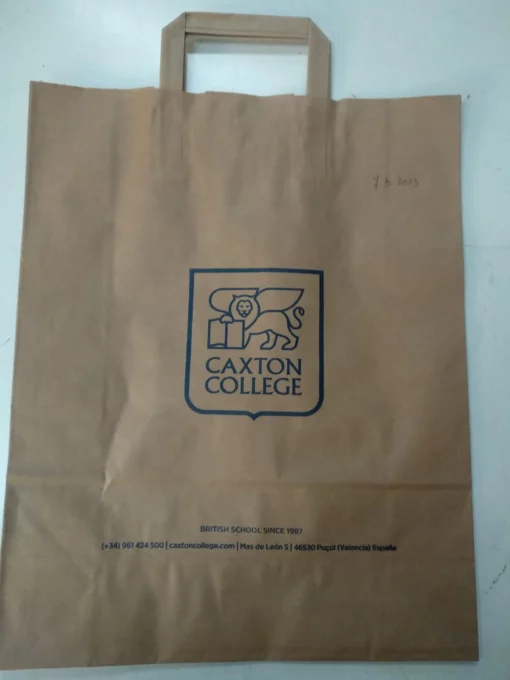 Y B 2003
CAXTON
COLLEGE
BRITISH SCHOOL SINCE 1987
(+34) 961 424 500 | caxtoncollege.com | Mas de León 5 | 46530 Puçol (Valencia) España